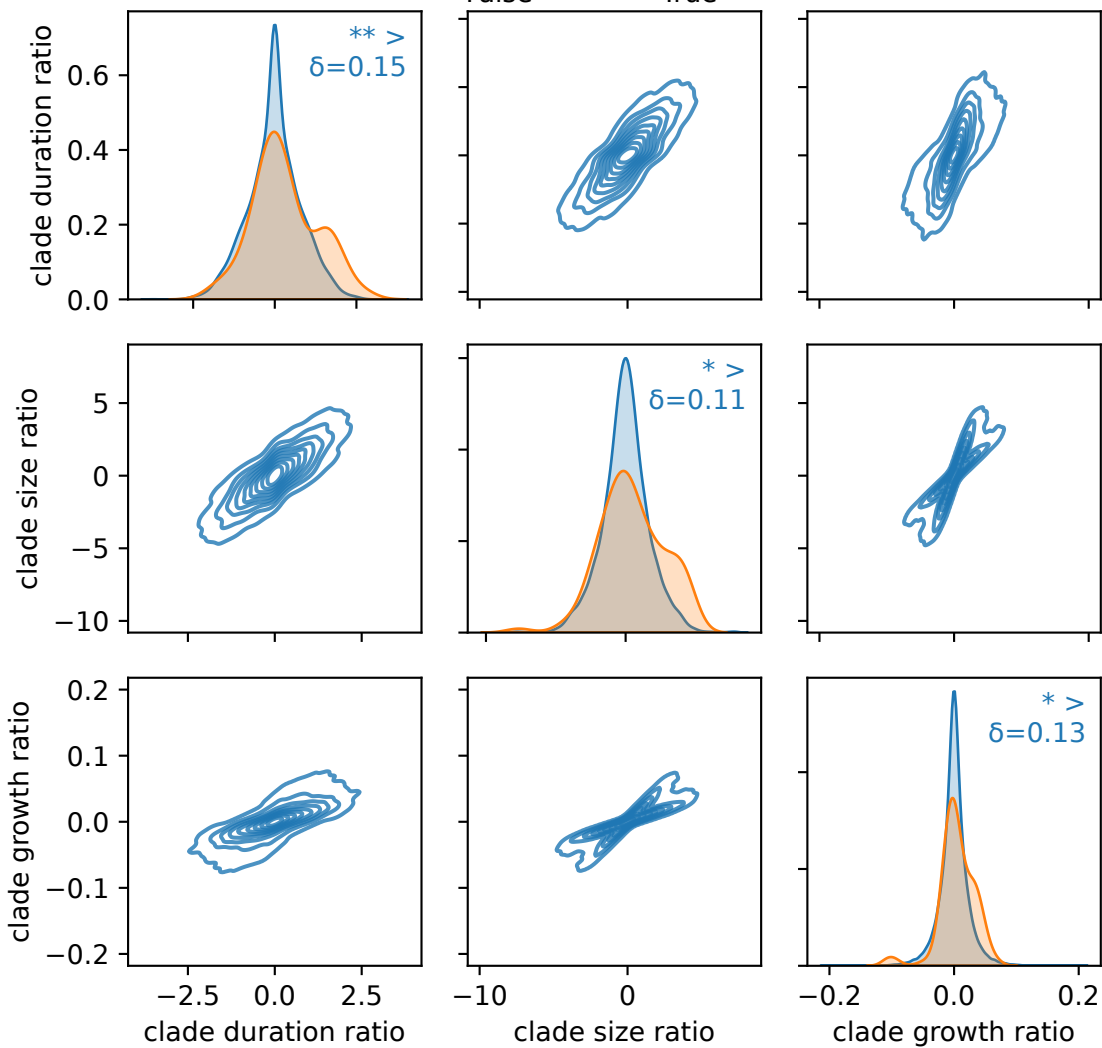 False True
** >
δ=0.15
clade duration ratio
0.6
0.4
0.2
0.0
* >
δ=0.11
clade size ratio
5
0
−5
−10
* >
δ=0.13
clade growth ratio
0.2
0.1
0.0
−0.1
−0.2
−2.5 0.0 2.5
−10 0
−0.2 0.0 0.2
clade duration ratio
clade size ratio
clade growth ratio